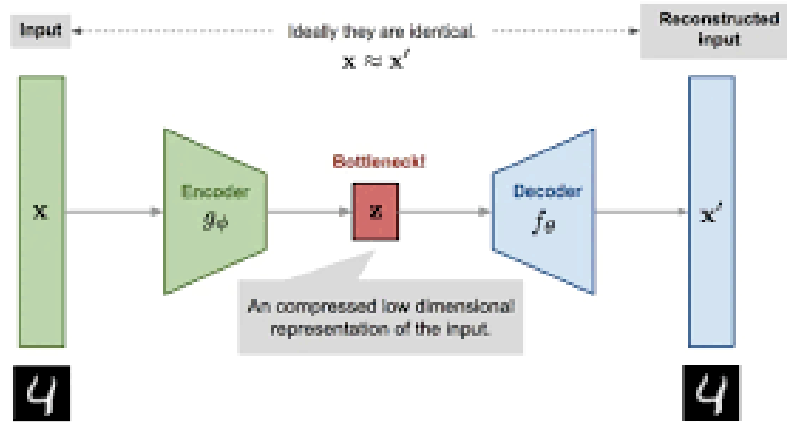 Input
Ideally they are identical.
x ≈ x′
Reconstructed
input
Bottleneck!
Encoder
gϕ
x
z
Decoder
fθ
x′
An compressed low dimensional
representation of the input.
4
4